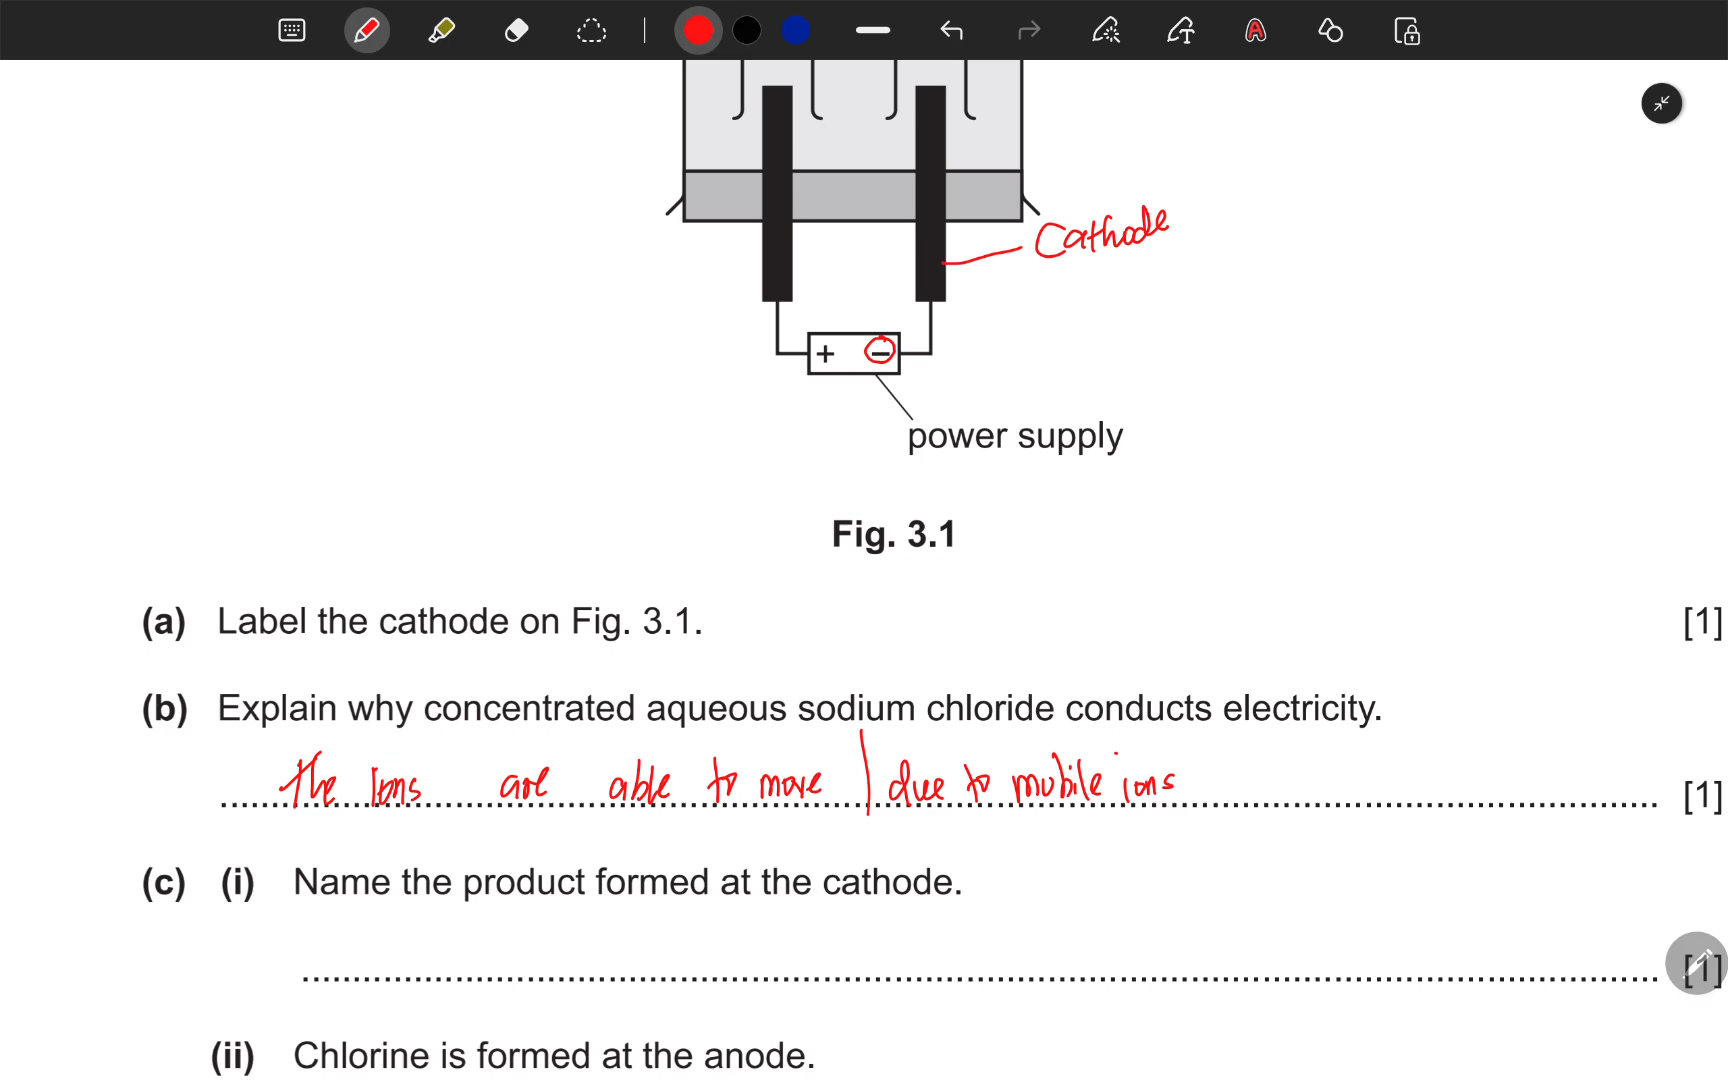 Cathode
+ −
power supply
Fig. 3.1
(a) Label the cathode on Fig. 3.1. [1]
(b) Explain why concentrated aqueous sodium chloride conducts electricity.
the Ions are able to move / due to mobile ions
[1]
(c) (i) Name the product formed at the cathode.
[1]
(ii) Chlorine is formed at the anode.